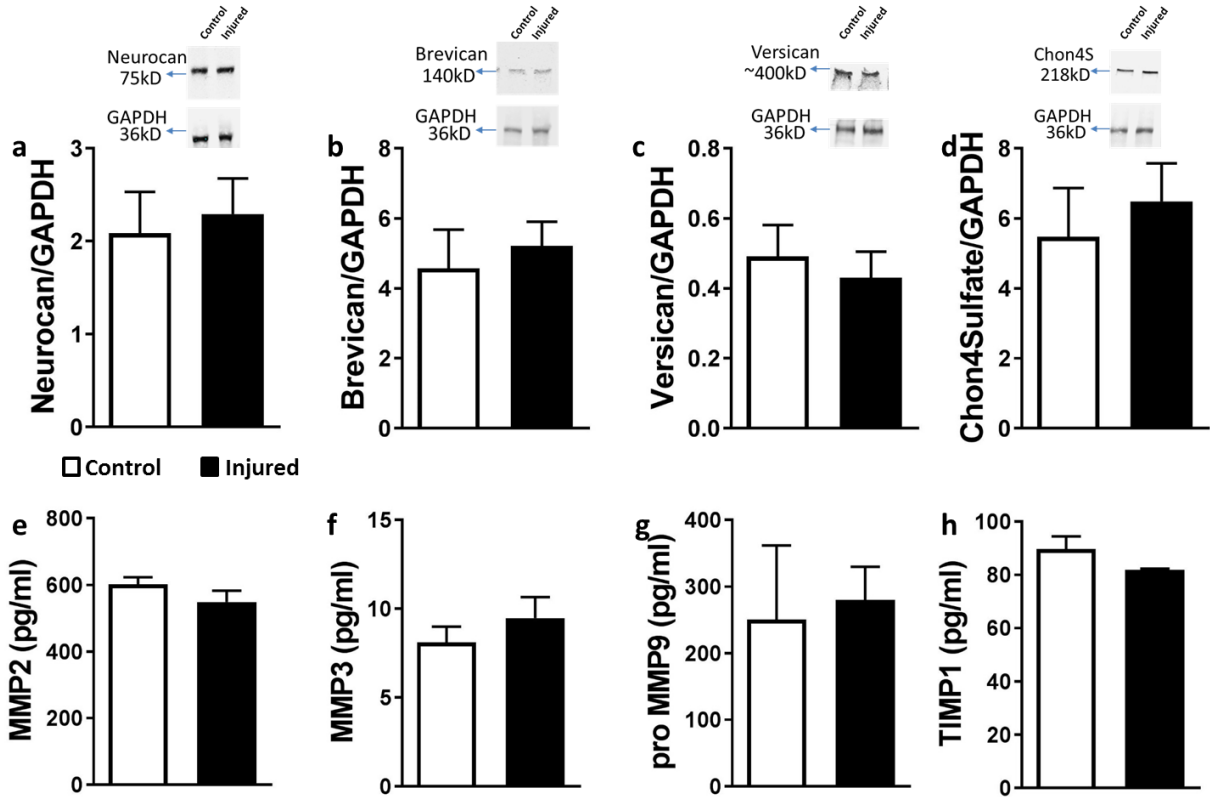 Control Injured
Neurocan
75kD
GAPDH
36kD
Control Injured
Brevican
140kD
GAPDH
36kD
Control Injured
Versican
~400kD
GAPDH
36kD
Control Injured
Chon4S
218kD
GAPDH
36kD
a
Neurocan/GAPDH
3
2
1
0
b
Brevican/GAPDH
8
6
4
2
0
c
Versican/GAPDH
0.8
0.6
0.4
0.2
0.0
d
Chon4Sulfate/GAPDH
8
6
4
2
0
Control Injured
e
MMP2 (pg/ml)
800
600
400
200
0
f
MMP3 (pg/ml)
15
10
5
0
g
pro MMP9 (pg/ml)
400
300
200
100
0
h
TIMP1 (pg/ml)
100
80
60
40
20
0